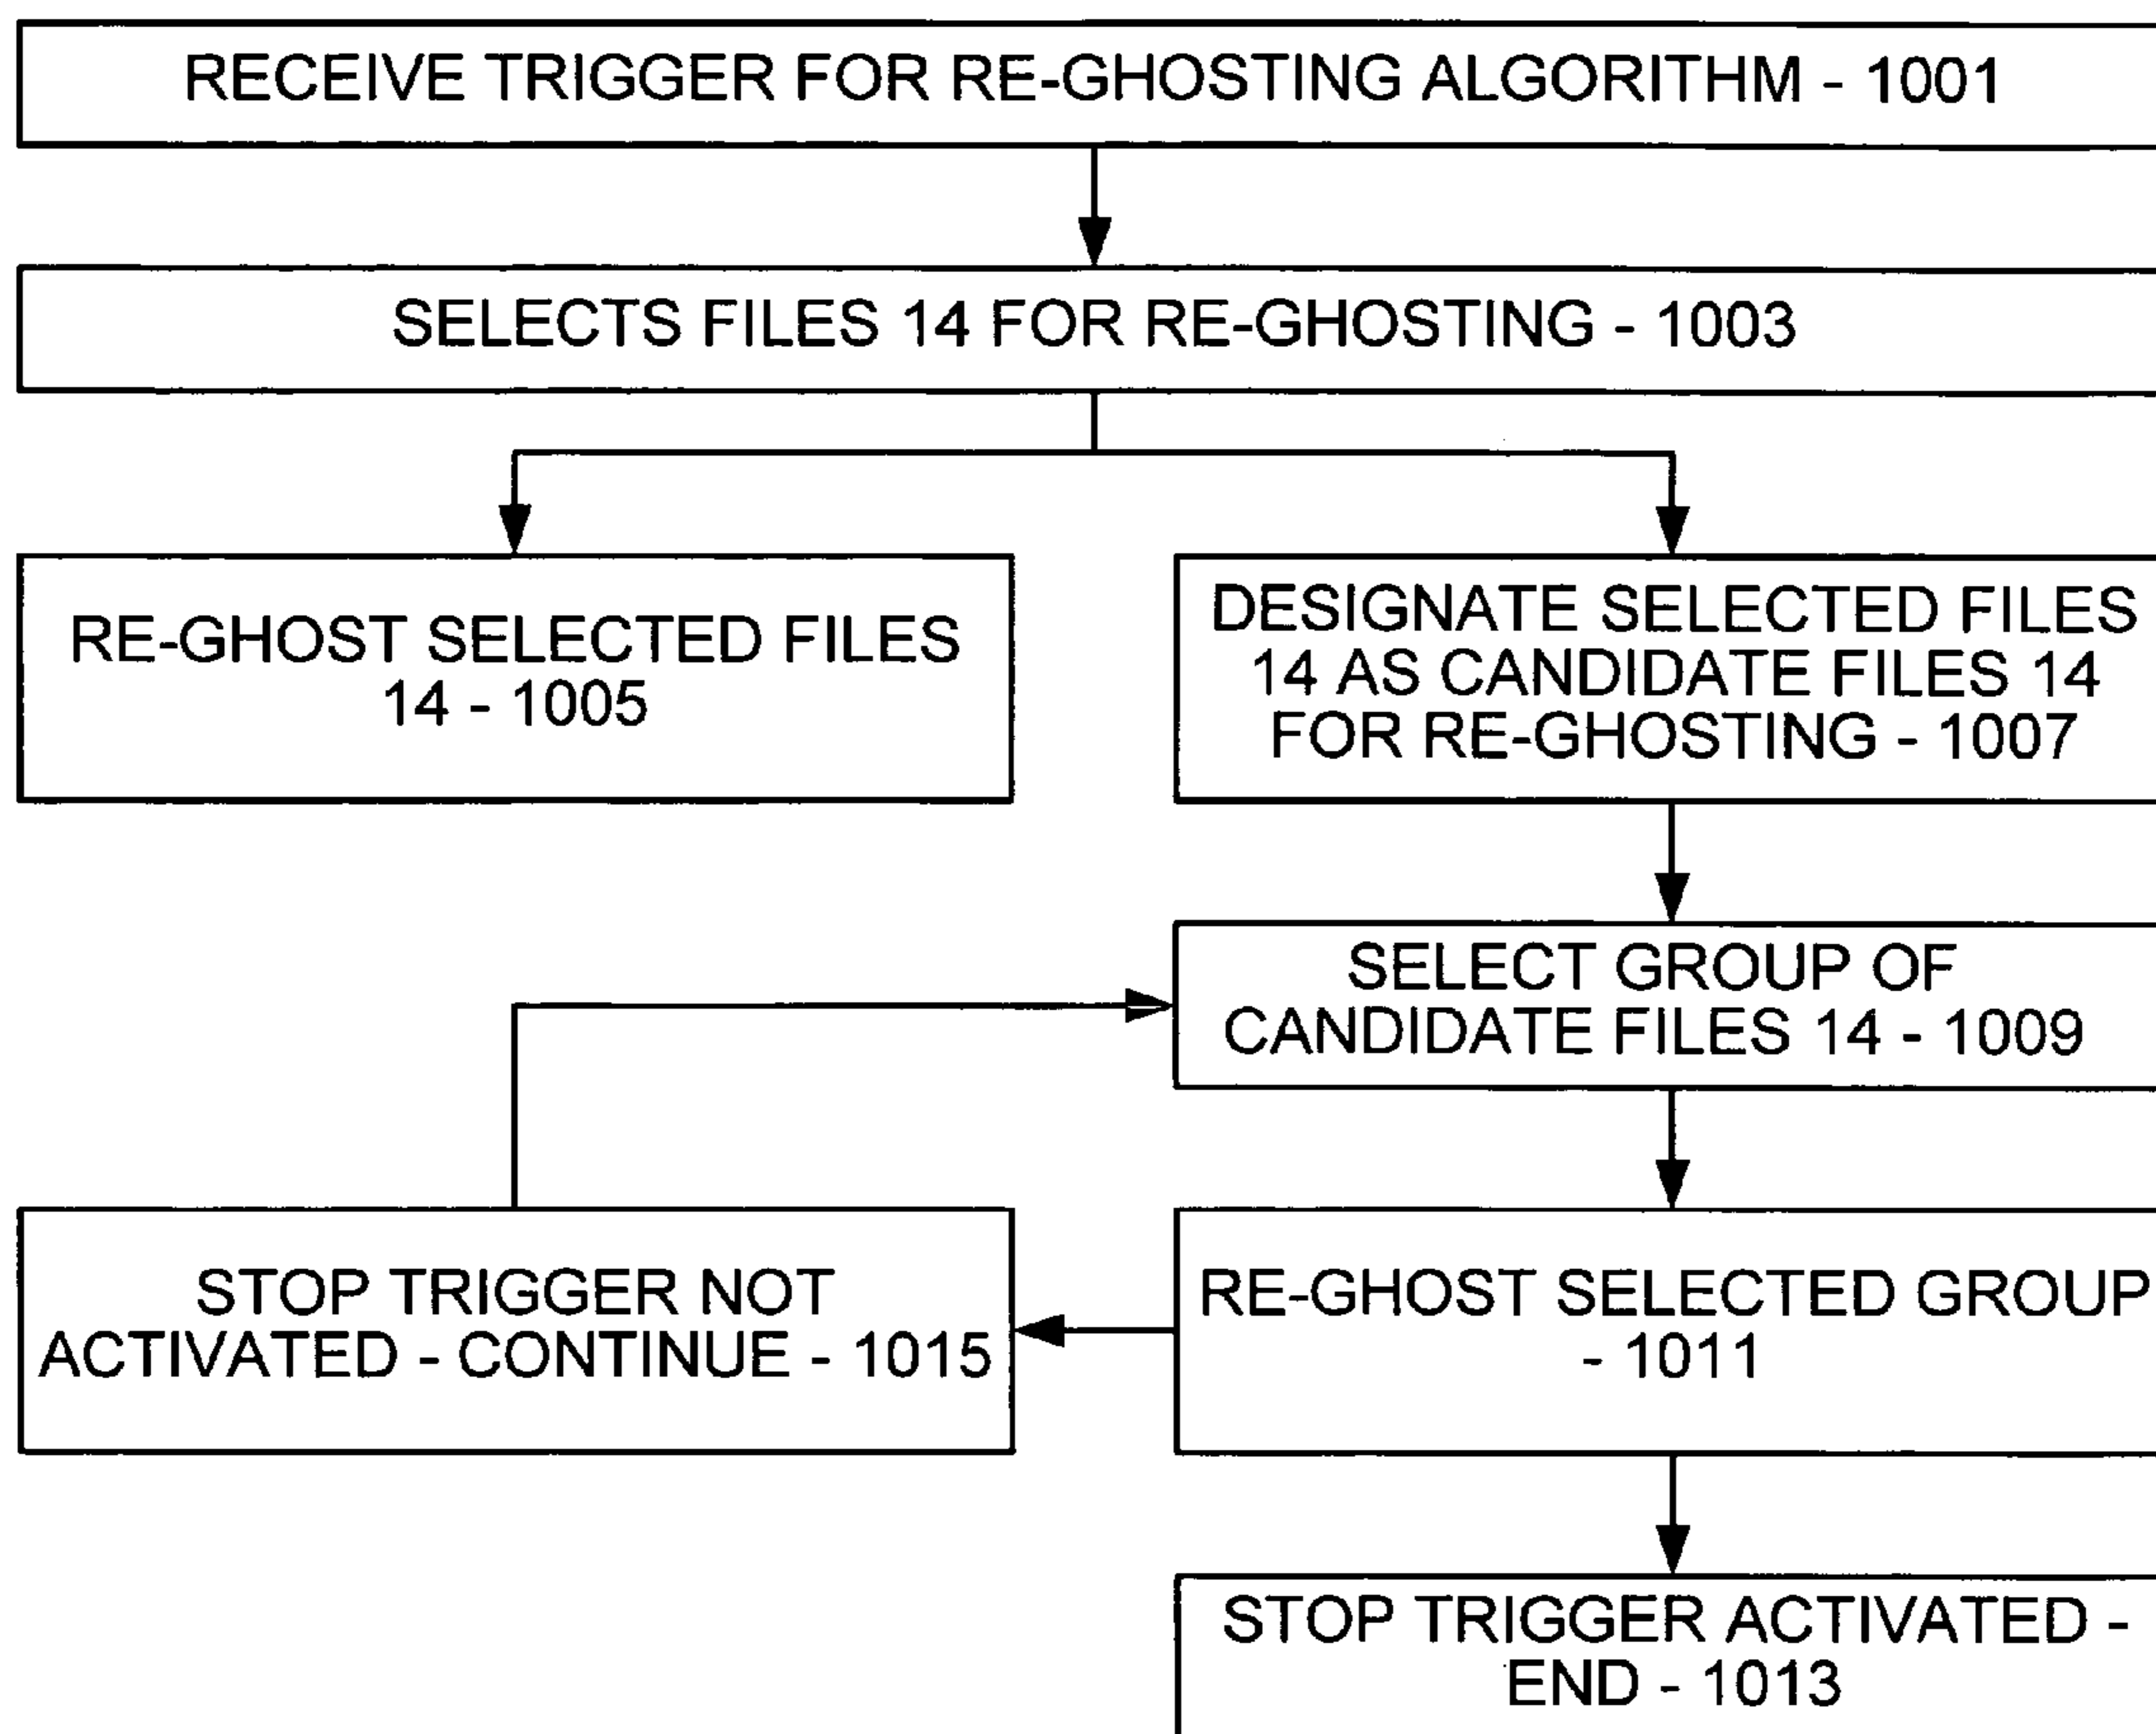 RECEIVE TRIGGER FOR RE-GHOSTING ALGORITHM - 1001
SELECTS FILES 14 FOR RE-GHOSTING - 1003
RE-GHOST SELECTED FILES
14 - 1005
DESIGNATE SELECTED FILES
14 AS CANDIDATE FILES 14
FOR RE-GHOSTING - 1007
SELECT GROUP OF
CANDIDATE FILES 14 - 1009
STOP TRIGGER NOT
ACTIVATED - CONTINUE - 1015
RE-GHOST SELECTED GROUP
- 1011
STOP TRIGGER ACTIVATED -
END - 1013